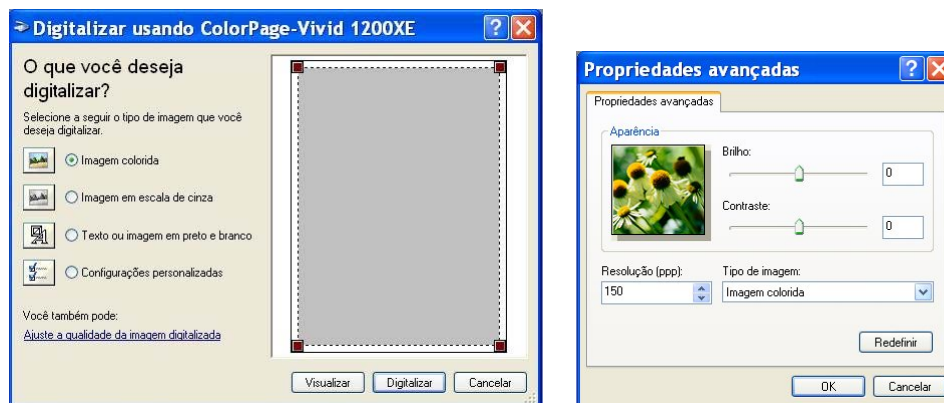 Digitalizar usando ColorPage-Vivid 1200XE
O que você deseja
digitalizar?
Selecione a seguir o tipo de imagem que você
deseja digitalizar.
Imagem colorida
Imagem em escala de cinza
Texto ou imagem em preto e branco
Configurações personalizadas
Você também pode:
Ajuste a qualidade da imagem digitalizada
Visualizar
Digitalizar
Cancelar
Propriedades avançadas
Propriedades avançadas
Aparência
Brilho:
0
Contraste:
0
Resolução (ppp):
Tipo de imagem:
150
Imagem colorida
Redefinir
OK
Cancelar